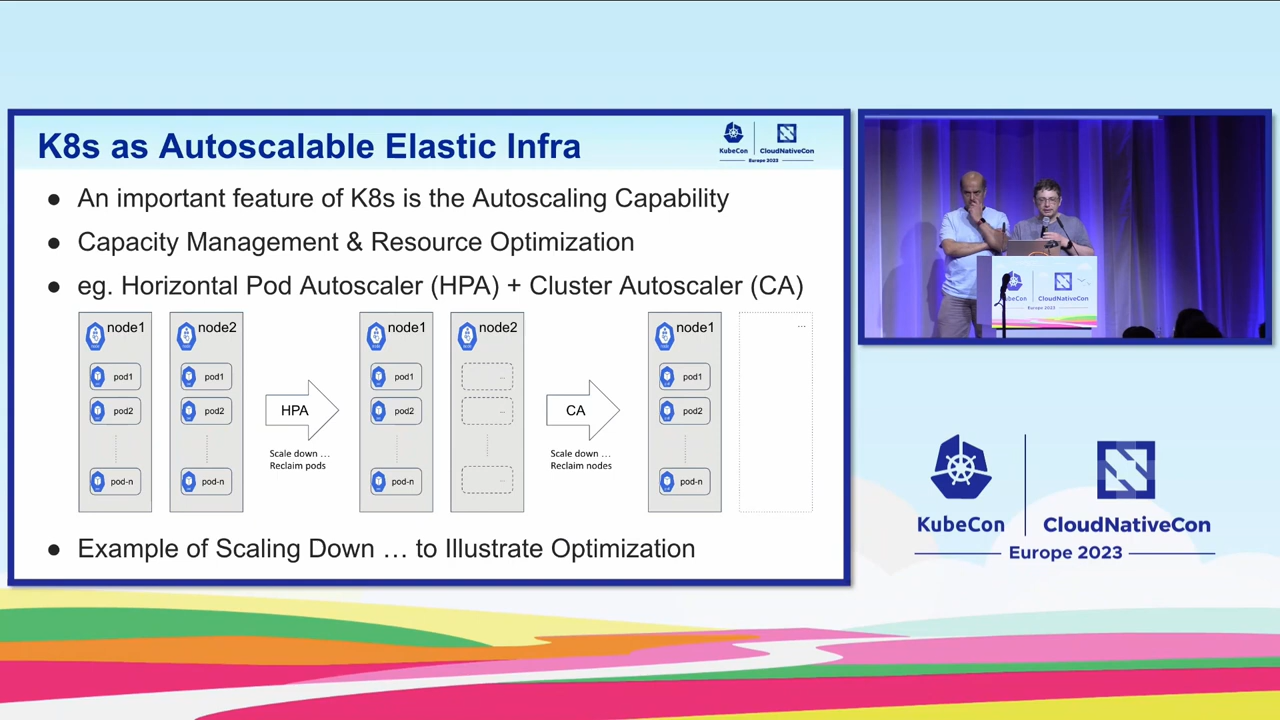 K8s as Autoscalable Elastic Infra
KubeCon
CloudNativeCon
Europe 2023
● An important feature of K8s is the Autoscaling Capability
● Capacity Management & Resource Optimization
● eg. Horizontal Pod Autoscaler (HPA) + Cluster Autoscaler (CA)
node1
pod1
pod2
pod-n
node2
pod1
pod2
pod-n
HPA
Scale down ...
Reclaim pods
node1
pod1
pod2
pod-n
node2
...
...
...
CA
Scale down ...
Reclaim nodes
node1
pod1
pod2
pod-n
...
● Example of Scaling Down … to Illustrate Optimization
KubeCon
CloudNativeCon
Europe 2023
KubeCon
CloudNativeCon
Europe 2023